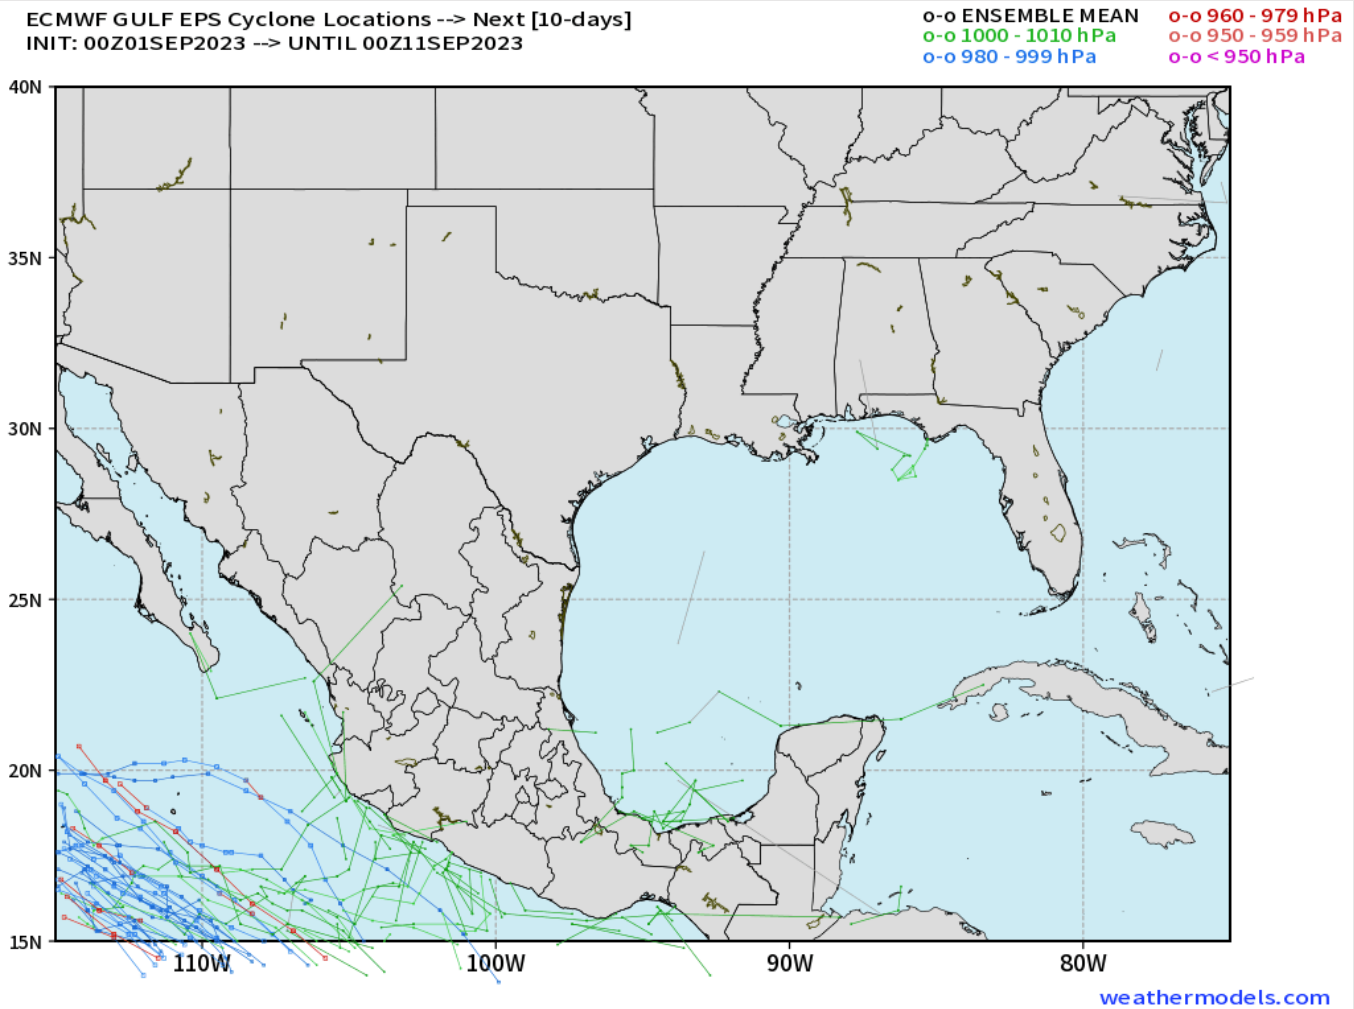 ECMWF GULF EPS Cyclone Locations --> Next [10-days]
INIT: 00Z01SEP2023 --> UNTIL 00Z11SEP2023
o-o ENSEMBLE MEAN
o-o 1000 - 1010 hPa
o-o 980 - 999 hPa
o-o 960 - 979 hPa
o-o 950 - 959 hPa
o-o < 950 hPa
40N
35N
30N
25N
20N
15N
110W 100W 90W 80W
weathermodels.com